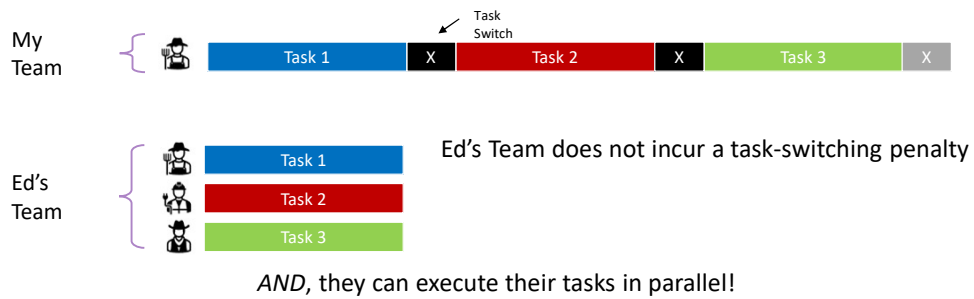 Task
Switch
My
Team
Task 1 X Task 2 X Task 3 X
Ed's Team does not incur a task-switching penalty
Ed's
Team
Task 1
Task 2
Task 3
AND, they can execute their tasks in parallel!